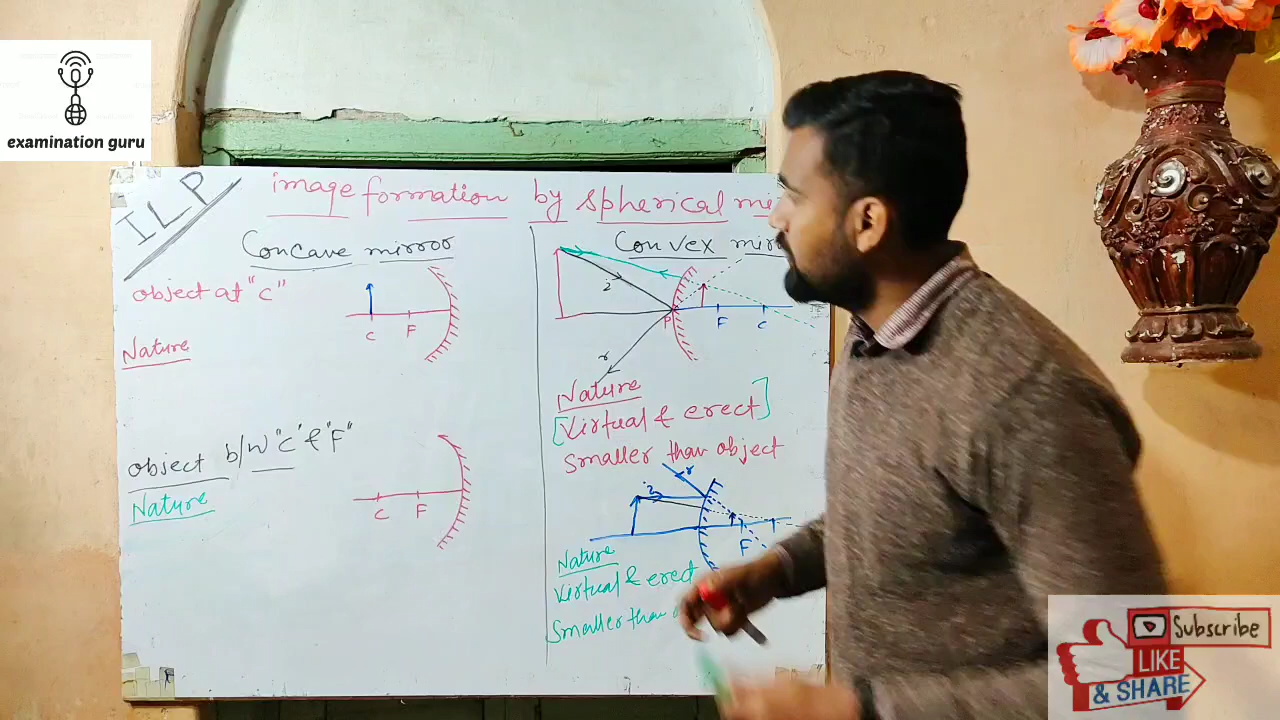 examination guru
ILP
image formation by spherical
Concave mirror
object at "C"
C F
Nature
object b/w "C" & "F"
Nature
C F
Convex
i
r
P F C
Nature
[Virtual & erect]
Smaller than object
i
r
F
Nature
Virtual & erect
Smaller than
Subscribe
LIKE
& SHARE